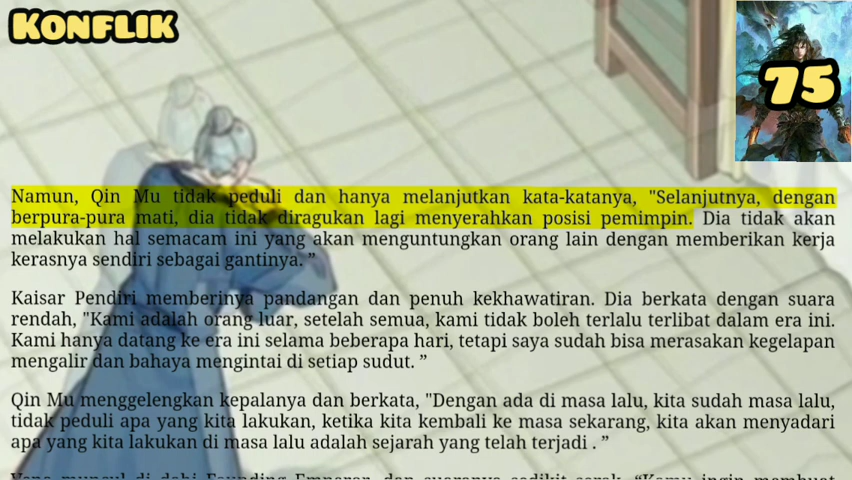 KONFLIK
75
Namun, Qin Mu tidak peduli dan hanya melanjutkan kata-katanya, "Selanjutnya, dengan
berpura-pura mati, dia tidak diragukan lagi menyerahkan posisi pemimpin. Dia tidak akan
melakukan hal semacam ini yang akan menguntungkan orang lain dengan memberikan kerja
kerasnya sendiri sebagai gantinya. ”
Kaisar Pendiri memberinya pandangan dan penuh kekhawatiran. Dia berkata dengan suara
rendah, "Kami adalah orang luar, setelah semua, kami tidak boleh terlalu terlibat dalam era ini.
Kami hanya datang ke era ini selama beberapa hari, tetapi saya sudah bisa merasakan kegelapan
mengalir dan bahaya mengintai di setiap sudut. ”
Qin Mu menggelengkan kepalanya dan berkata, "Dengan ada di masa lalu, kita sudah masa lalu,
tidak peduli apa yang kita lakukan, ketika kita kembali ke masa sekarang, kita akan menyadari
apa yang kita lakukan di masa lalu adalah sejarah yang telah terjadi . ”